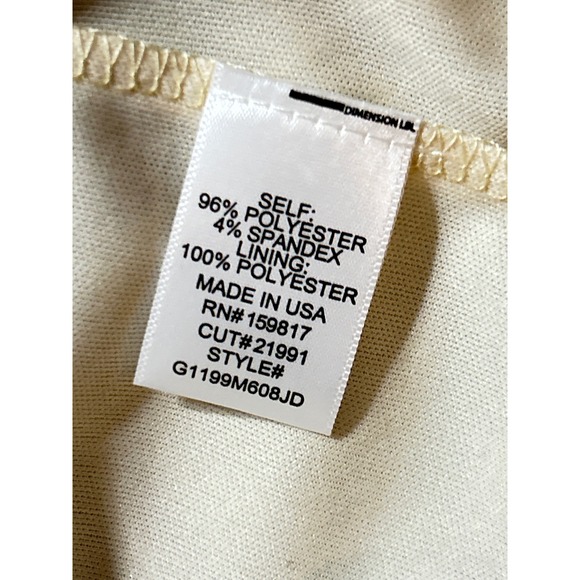 DIMENSION LBL
SELF:
96% POLYESTER
4% SPANDEX
LINING:
100% POLYESTER
MADE IN USA
RN#159817
CUT#21991
STYLE#
G1199M608JD